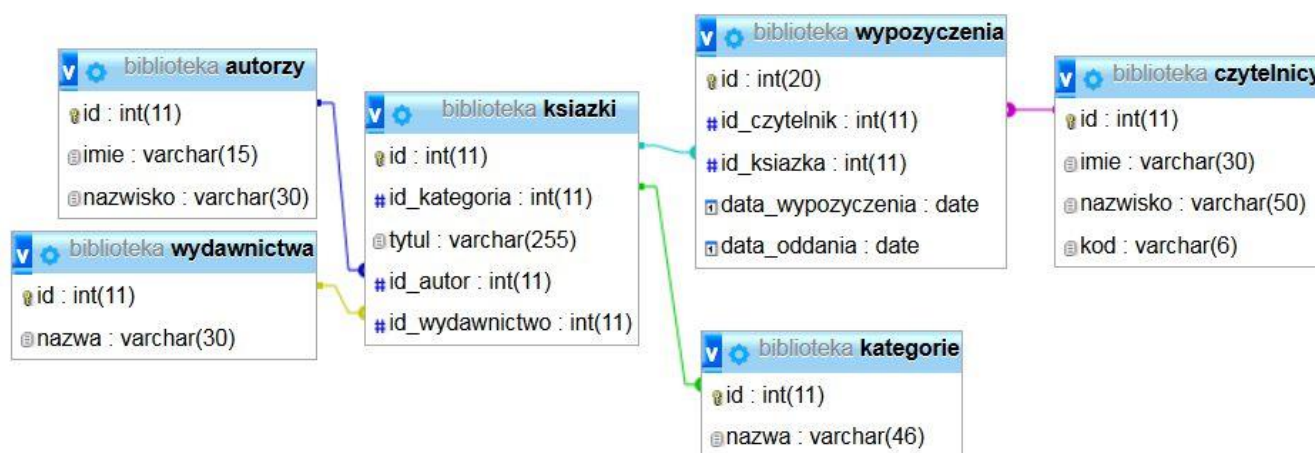 biblioteka autorzy
id : int(11)
imie : varchar(15)
nazwisko : varchar(30)
biblioteka wydawnictwa
id : int(11)
nazwa : varchar(30)
biblioteka ksiazki
id : int(11)
id_kategoria : int(11)
tytul : varchar(255)
id_autor : int(11)
id_wydawnictwo : int(11)
biblioteka wypozyczenia
id : int(20)
id_czytelnik : int(11)
id_ksiazka : int(11)
data_wypozyczenia : date
data_oddania : date
biblioteka kategorie
id : int(11)
nazwa : varchar(46)
biblioteka czytelnicy
id : int(11)
imie : varchar(30)
nazwisko : varchar(50)
kod : varchar(6)